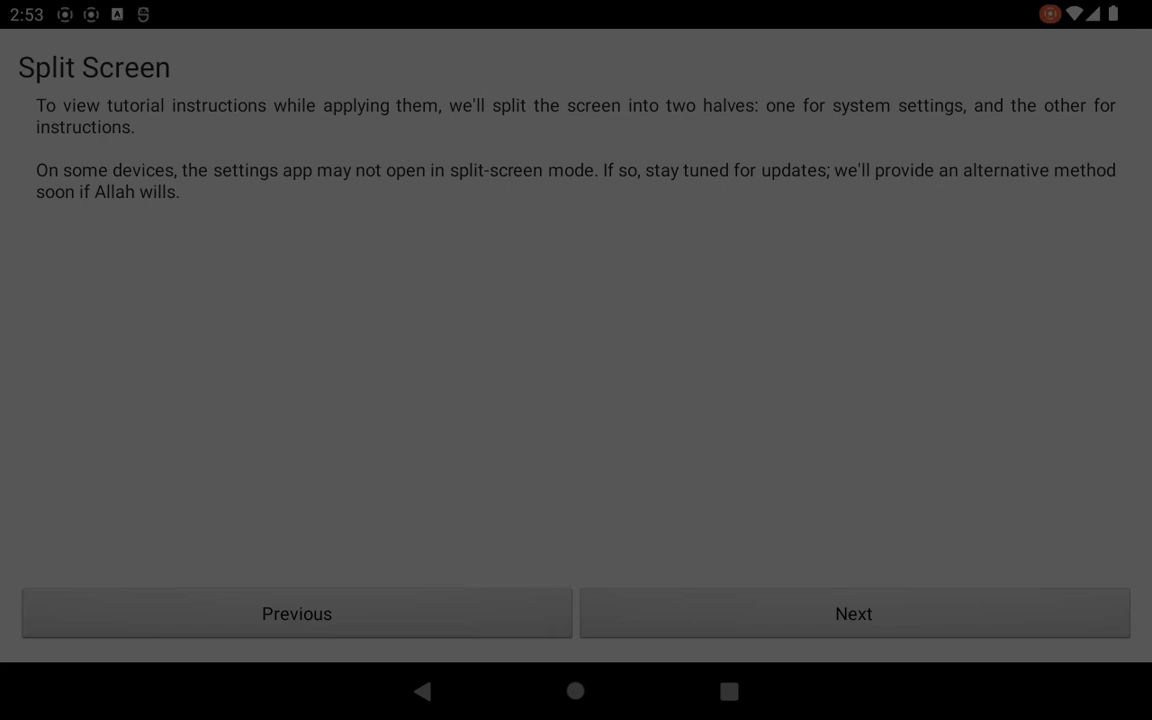 2:53
Split Screen
To view tutorial instructions while applying them, we'll split the screen into two halves: one for system settings, and the other for
instructions.
On some devices, the settings app may not open in split-screen mode. If so, stay tuned for updates; we'll provide an alternative method
soon if Allah wills.
Previous
Next